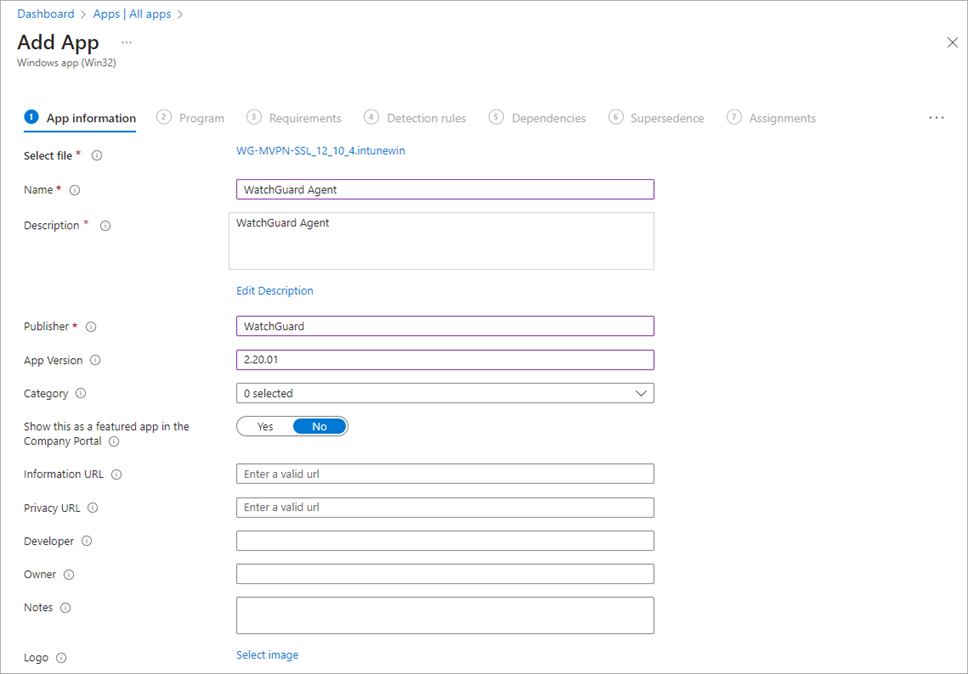 Dashboard > Apps | All apps >
Add App ...
Windows app (Win32)
1 App information 2 Program 3 Requirements 4 Detection rules 5 Dependencies 6 Supersedence 7 Assignments ...
Select file *
WG-MVPN-SSL_12_10_4.intunewin
Name *
WatchGuard Agent
Description *
WatchGuard Agent
Edit Description
Publisher *
WatchGuard
App Version
2.20.01
Category
0 selected
Show this as a featured app in the
Company Portal
Yes No
Information URL
Enter a valid url
Privacy URL
Enter a valid url
Developer
Owner
Notes
Logo
Select image